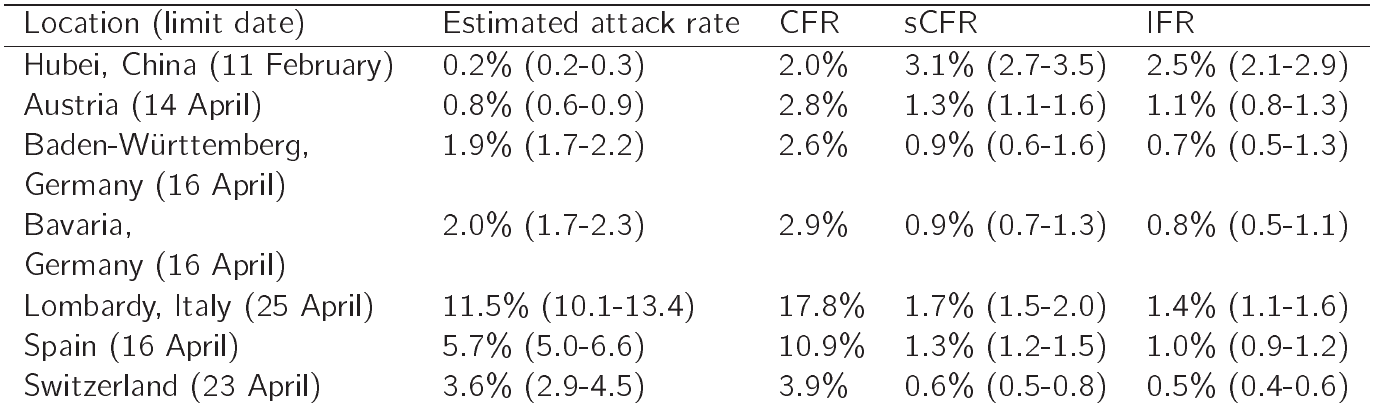 Location (limit date) Estimated attack rate CFR sCFR IFR
Hubei, China (11 February) 0.2% (0.2-0.3) 2.0% 3.1% (2.7-3.5) 2.5% (2.1-2.9)
Austria (14 April) 0.8% (0.6-0.9) 2.8% 1.3% (1.1-1.6) 1.1% (0.8-1.3)
Baden-Württemberg, 1.9% (1.7-2.2) 2.6% 0.9% (0.6-1.6) 0.7% (0.5-1.3)
Germany (16 April)
Bavaria, 2.0% (1.7-2.3) 2.9% 0.9% (0.7-1.3) 0.8% (0.5-1.1)
Germany (16 April)
Lombardy, Italy (25 April) 11.5% (10.1-13.4) 17.8% 1.7% (1.5-2.0) 1.4% (1.1-1.6)
Spain (16 April) 5.7% (5.0-6.6) 10.9% 1.3% (1.2-1.5) 1.0% (0.9-1.2)
Switzerland (23 April) 3.6% (2.9-4.5) 3.9% 0.6% (0.5-0.8) 0.5% (0.4-0.6)